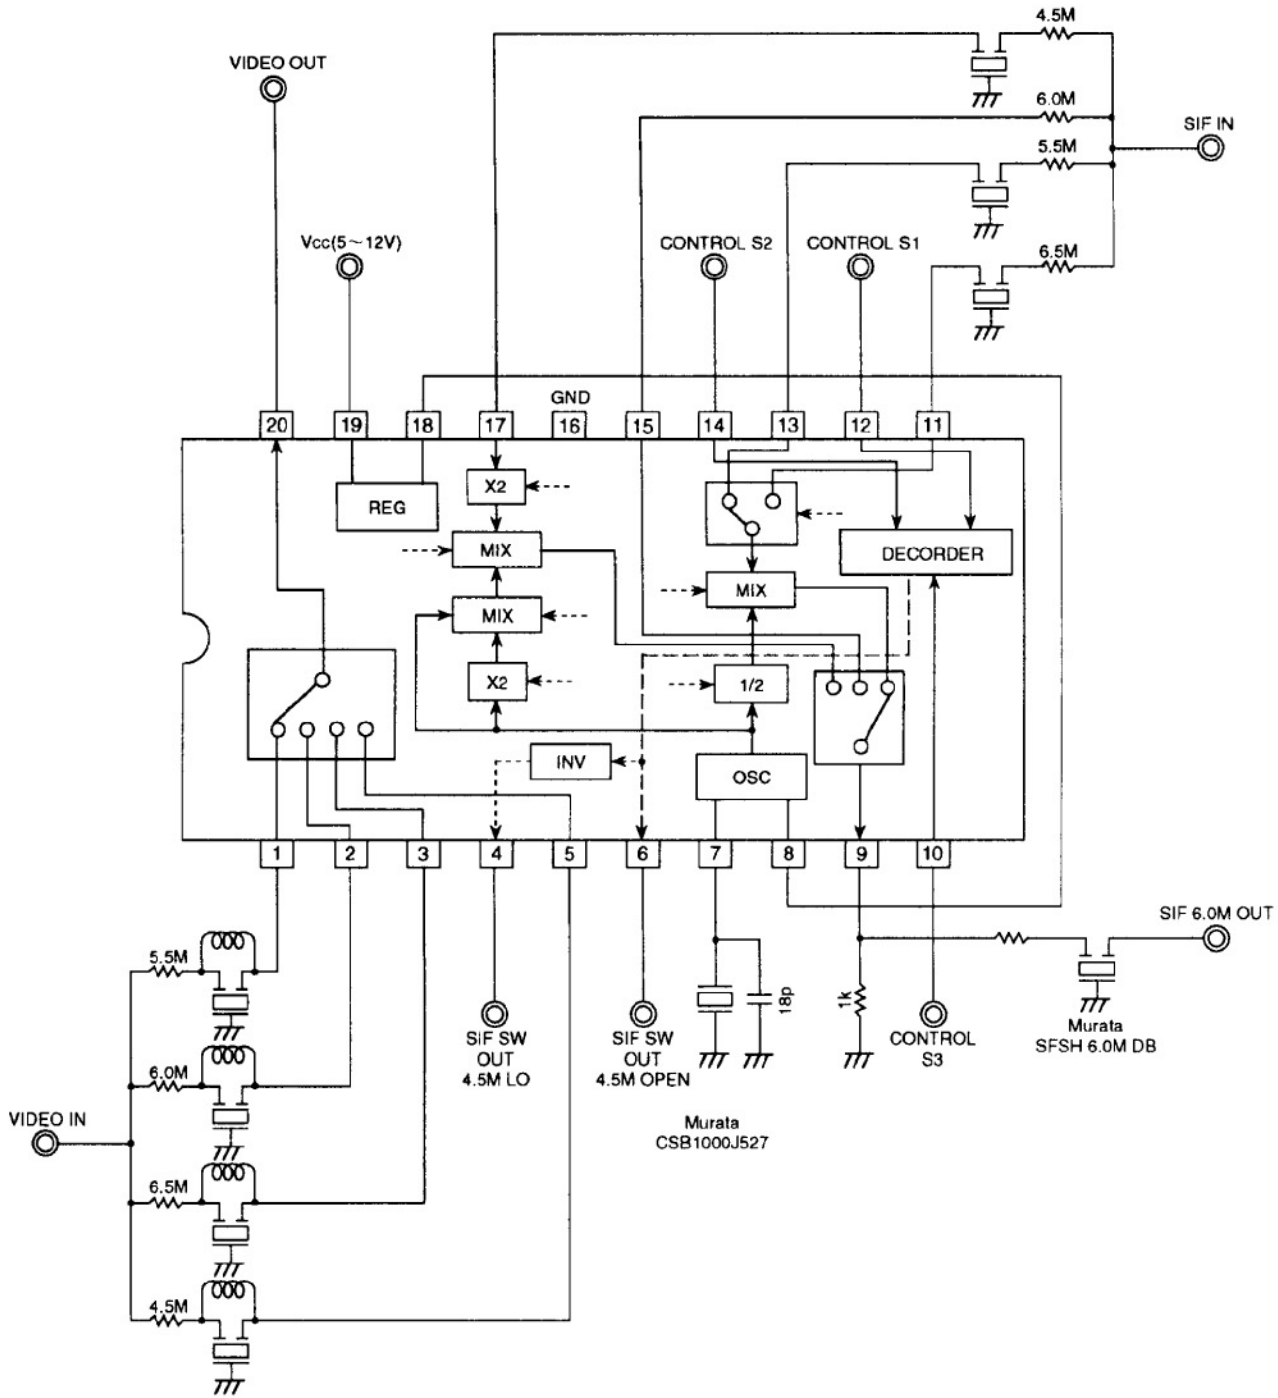 4.5M
VIDEO OUT
6.0M
SIF IN
5.5M
Vcc(5~12V)
CONTROL S2
CONTROL S1
6.5M
GND
20
19
18
17
16
15
14
13
12
11
X2
REG
MIX
DECORDER
MIX
MIX
X2
1/2
INV
OSC
1
2
3
4
5
6
7
8
9
10
SIF 6.0M OUT
5.5M
18p
1k
SIF SW
OUT
4.5M LO
SIF SW
OUT
4.5M OPEN
CONTROL
S3
Murata
SFSH 6.0M DB
6.0M
VIDEO IN
Murata
CSB1000J527
6.5M
4.5M